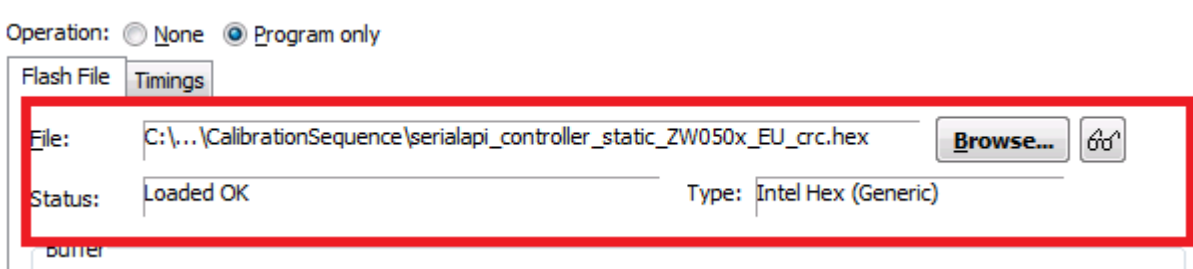 Operation: None Program only
Flash File Timings
File: C:\...\CalibrationSequence\serialapi_controller_static_ZW050x_EU_crc.hex Browse...
Status: Loaded OK Type: Intel Hex (Generic)
Buffer